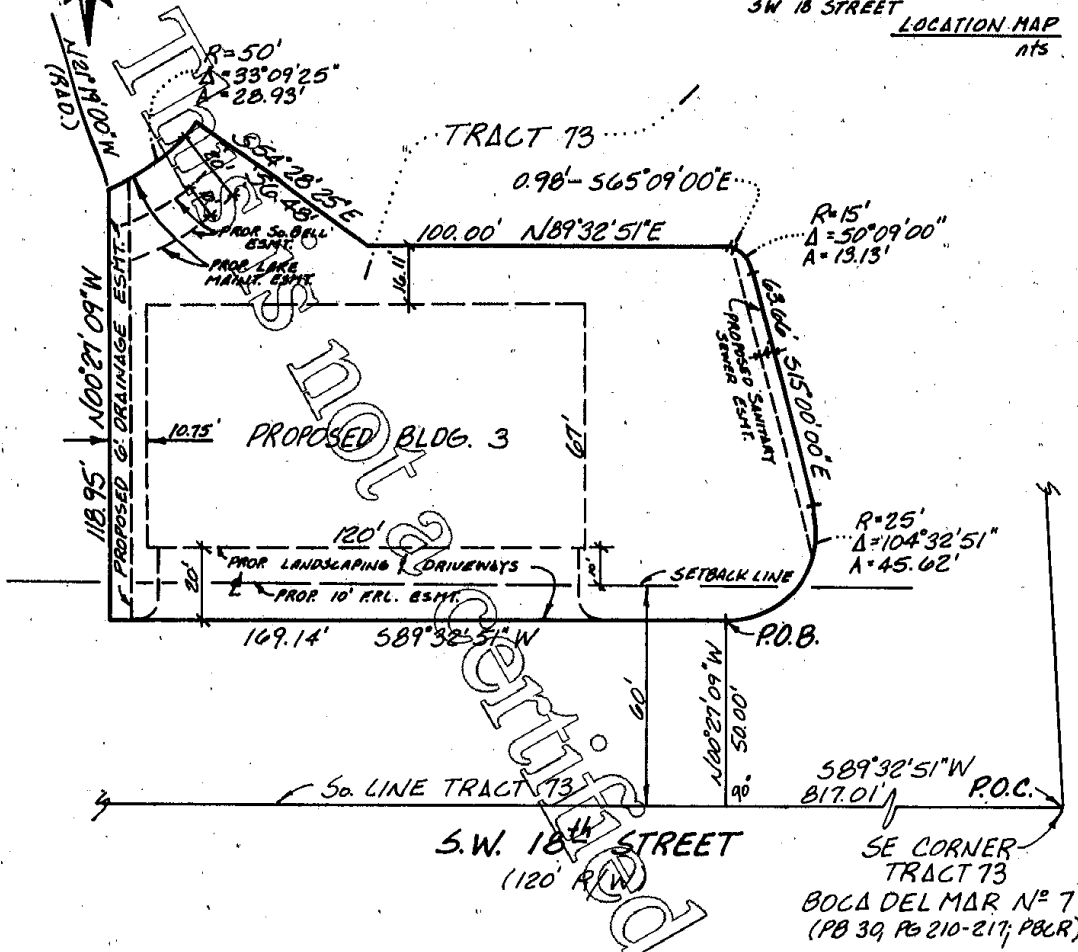 SW 18 STREET
LOCATION MAP
nts
N21°19'00"W
(RAD.)
R=50'
Δ=33°09'25"
A=28.93'
TRACT 73
S54°28'25"E
56.48'
0.98'-S65°09'00"E
R=15'
Δ=50°09'00"
A=13.13'
20'
PROP. So. BELL
ESMT.
PROP. LAKE
MAINT. ESMT.
100.00' N89°32'51"E
16.11'
63.66' S15°00'00"E
PROPOSED SANITARY
SEWER ESMT.
118.95' N00°27'09"W
PROPOSED 6' DRAINAGE ESMT.
10.75'
PROPOSED BLDG. 3
67'
120'
R=25'
Δ=104°32'51"
A=45.62'
20'
PROP. LANDSCAPING & DRIVEWAYS
10'
SETBACK LINE
PROP. 10' F.P.L. ESMT.
169.14' S89°32'51"W
P.O.B.
60'
N00°27'09"W
50.00'
90°
S89°32'51"W
817.01'
P.O.C.
So. LINE TRACT 73
S.W. 18th STREET
(120' R/W)
SE CORNER
TRACT 73
BOCA DEL MAR Nº 7
(PB 30, PG 210-217, PBCR)
This is not a certified